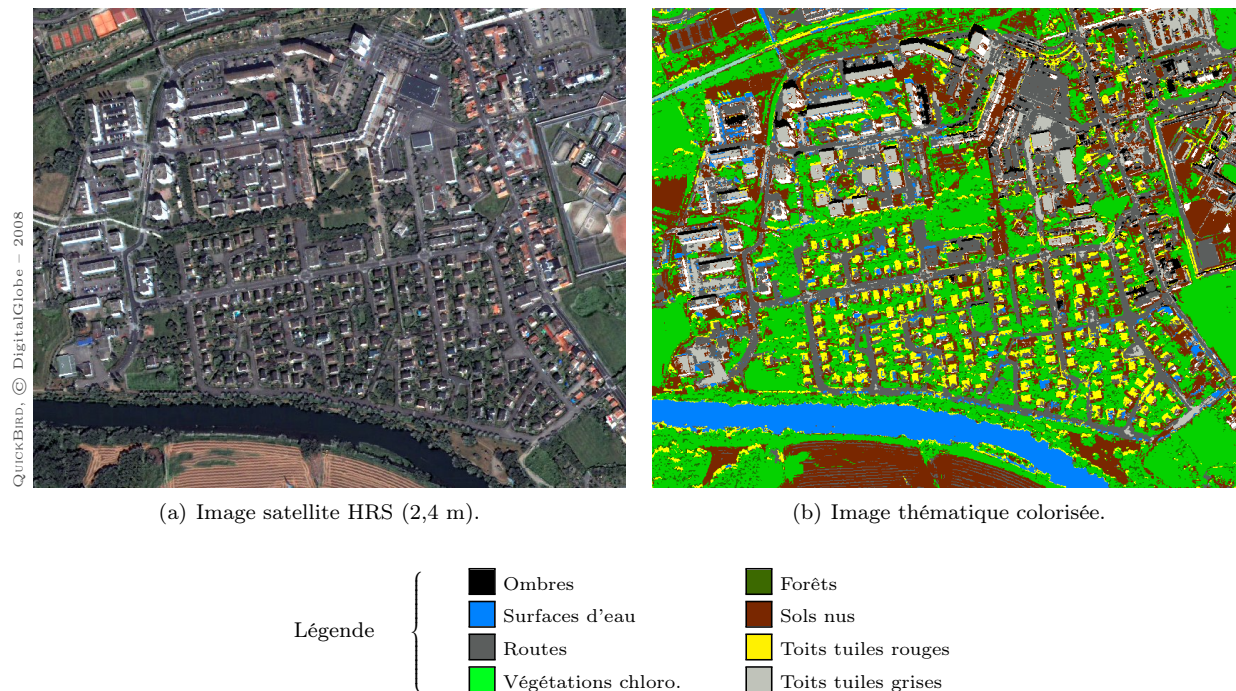 QUICKBIRD, © DigitalGlobe – 2008
(a) Image satellite HRS (2,4 m).
(b) Image thématique colorisée.
Légende
Ombres
Surfaces d'eau
Routes
Végétations chloro.
Forêts
Sols nus
Toits tuiles rouges
Toits tuiles grises